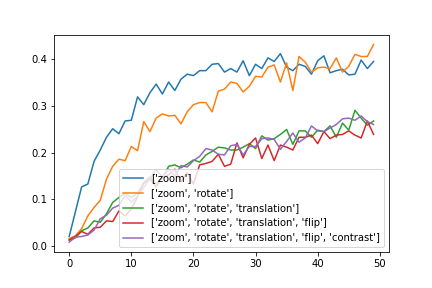 0.4
0.3
0.2
0.1
0.0
['zoom']
['zoom', 'rotate']
['zoom', 'rotate', 'translation']
['zoom', 'rotate', 'translation', 'flip']
['zoom', 'rotate', 'translation', 'flip', 'contrast']
0 10 20 30 40 50